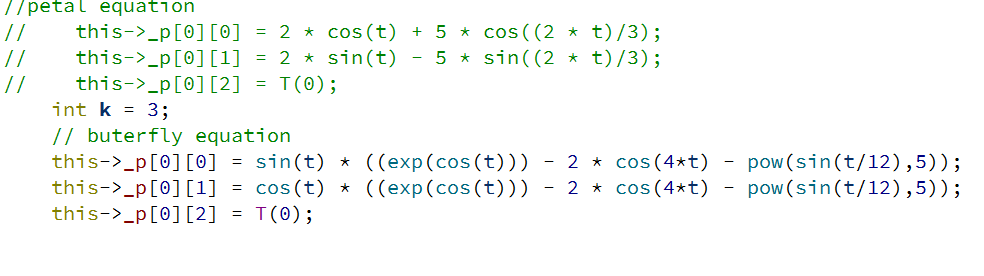 //petal equation
//    this->_p[0][0] = 2 * cos(t) + 5 * cos((2 * t)/3);
//    this->_p[0][1] = 2 * sin(t) - 5 * sin((2 * t)/3);
//    this->_p[0][2] = T(0);
    int k = 3;
    // buterfly equation
    this->_p[0][0] = sin(t) * ((exp(cos(t))) - 2 * cos(4*t) - pow(sin(t/12),5));
    this->_p[0][1] = cos(t) * ((exp(cos(t))) - 2 * cos(4*t) - pow(sin(t/12),5));
    this->_p[0][2] = T(0);